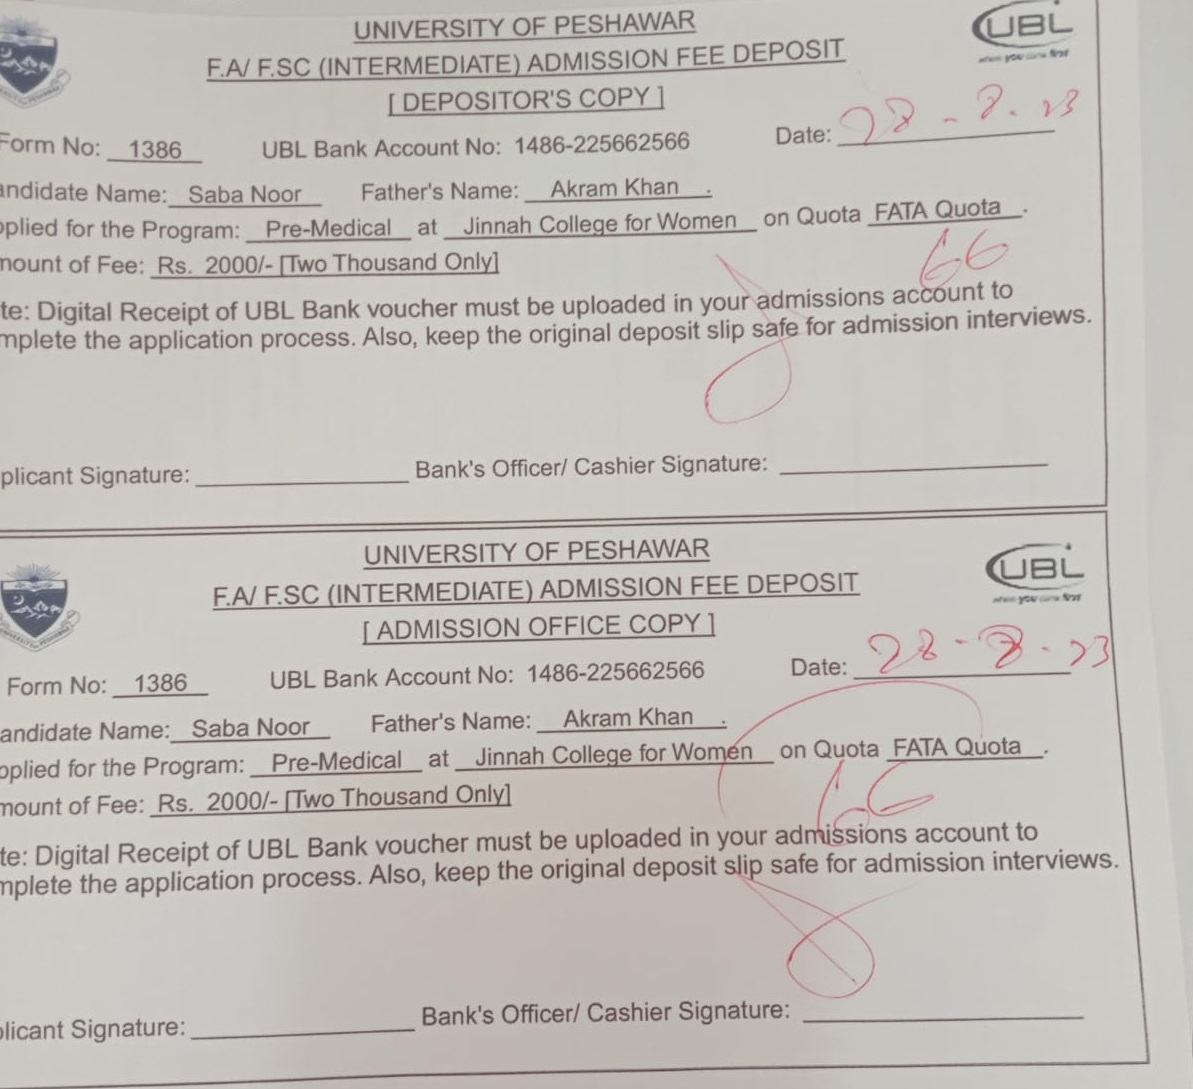 UNIVERSITY OF PESHAWAR
UBL
F.A/ F.SC (INTERMEDIATE) ADMISSION FEE DEPOSIT
when you come first
[ DEPOSITOR'S COPY ]
Form No: 1386 UBL Bank Account No: 1486-225662566 Date: 28-8-23
andidate Name: Saba Noor Father's Name: Akram Khan .
pplied for the Program: Pre-Medical at Jinnah College for Women on Quota FATA Quota .
mount of Fee: Rs. 2000/- [Two Thousand Only] 66
te: Digital Receipt of UBL Bank voucher must be uploaded in your admissions account to
mplete the application process. Also, keep the original deposit slip safe for admission interviews.
plicant Signature: Bank's Officer/ Cashier Signature:
UNIVERSITY OF PESHAWAR
UBL
F.A/ F.SC (INTERMEDIATE) ADMISSION FEE DEPOSIT
when you come first
[ ADMISSION OFFICE COPY ]
Form No: 1386 UBL Bank Account No: 1486-225662566 Date: 28-8-23
andidate Name: Saba Noor Father's Name: Akram Khan .
pplied for the Program: Pre-Medical at Jinnah College for Women on Quota FATA Quota .
mount of Fee: Rs. 2000/- [Two Thousand Only] 66
te: Digital Receipt of UBL Bank voucher must be uploaded in your admissions account to
mplete the application process. Also, keep the original deposit slip safe for admission interviews.
plicant Signature: Bank's Officer/ Cashier Signature: